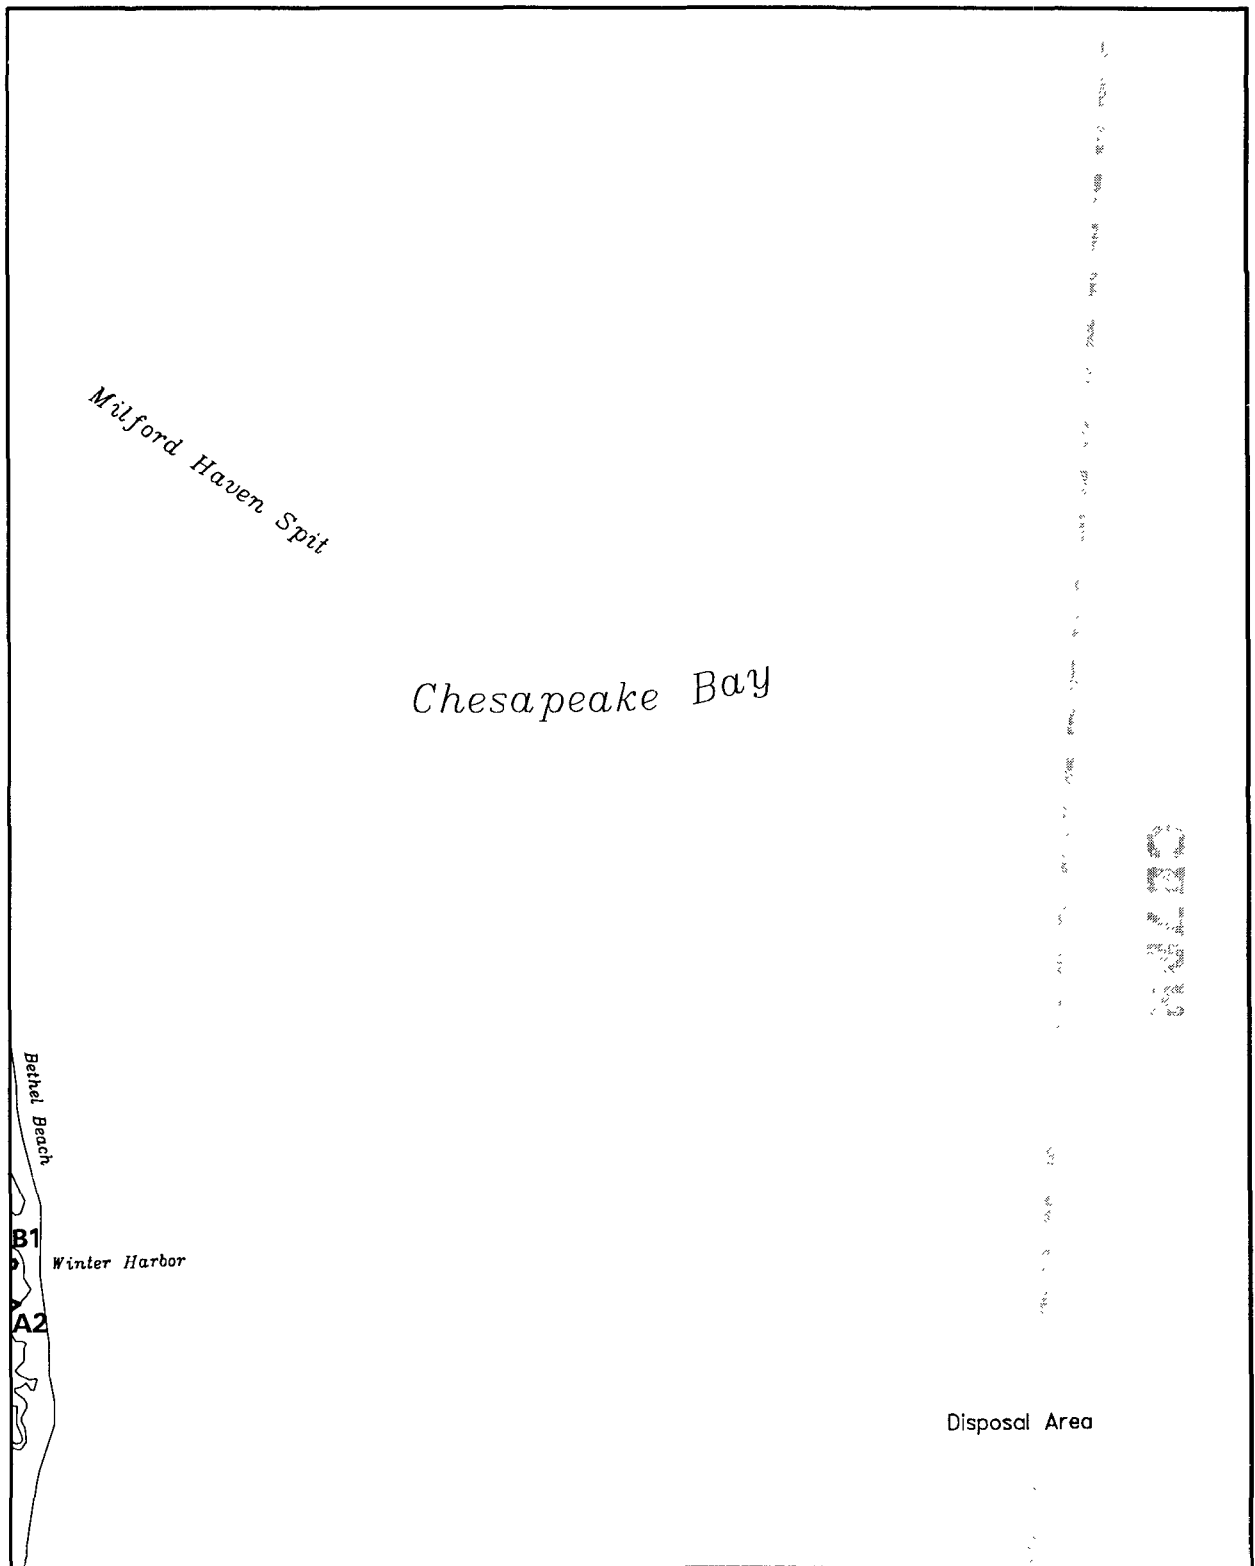 Milford Haven Spit
Chesapeake Bay
Bethel Beach
B1
Winter Harbor
A2
Disposal Area